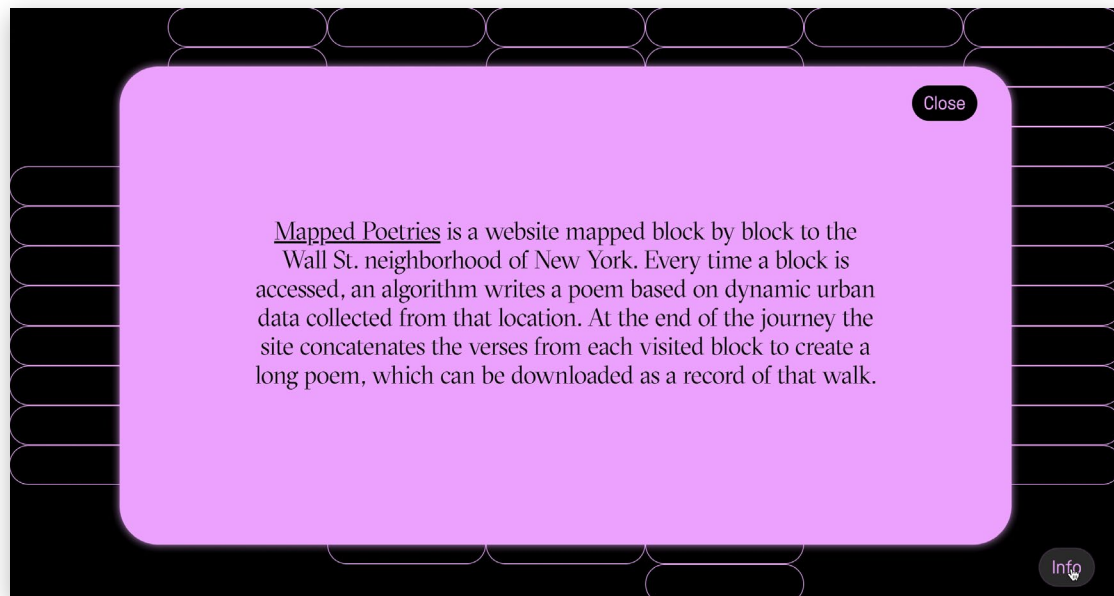 Close
Mapped Poetries is a website mapped block by block to the
Wall St. neighborhood of New York. Every time a block is
accessed, an algorithm writes a poem based on dynamic urban
data collected from that location. At the end of the journey the
site concatenates the verses from each visited block to create a
long poem, which can be downloaded as a record of that walk.
Info